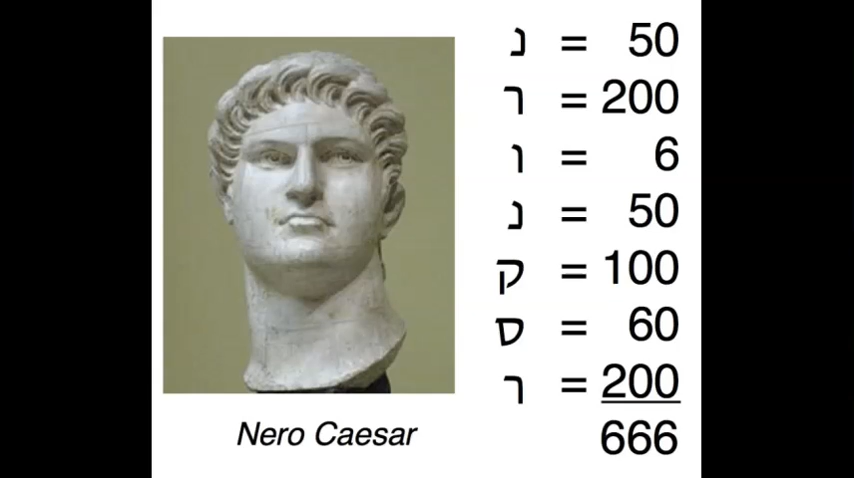 נ = 50
ר = 200
ו = 6
נ = 50
ק = 100
ס = 60
ר = 200
666
Nero Caesar